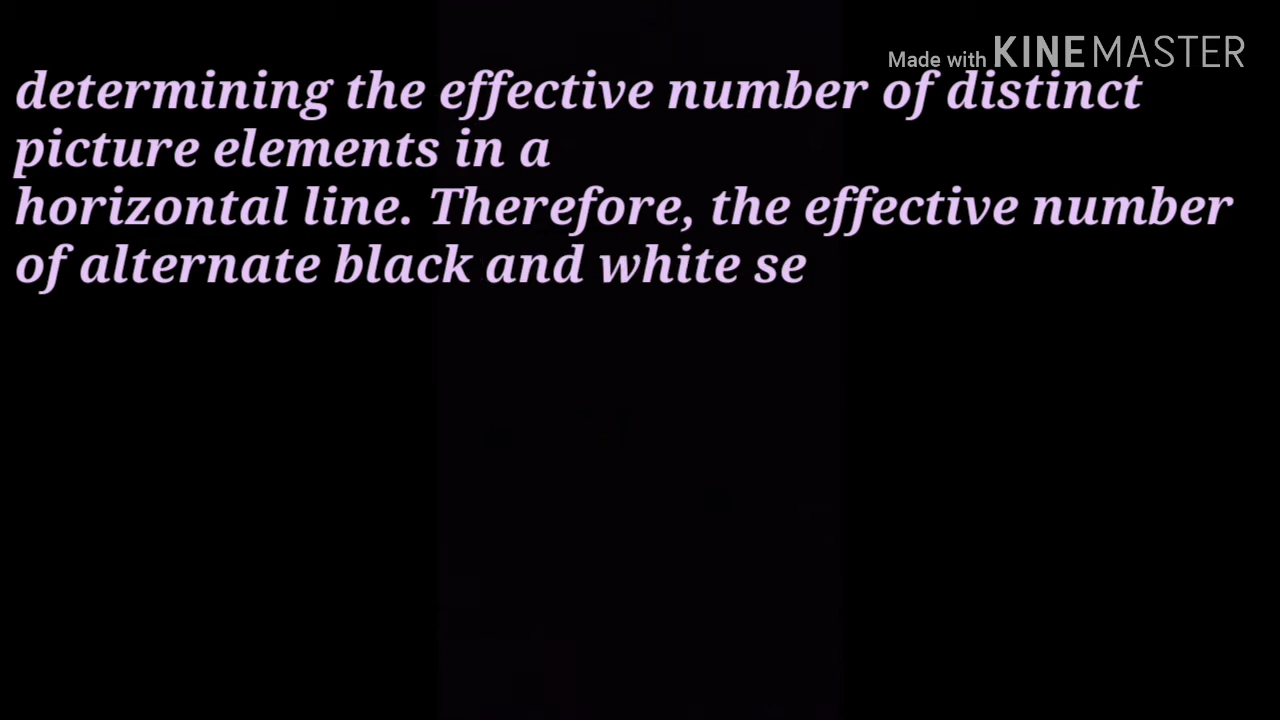 Made with KINEMASTER
determining the effective number of distinct
picture elements in a
horizontal line. Therefore, the effective number
of alternate black and white se